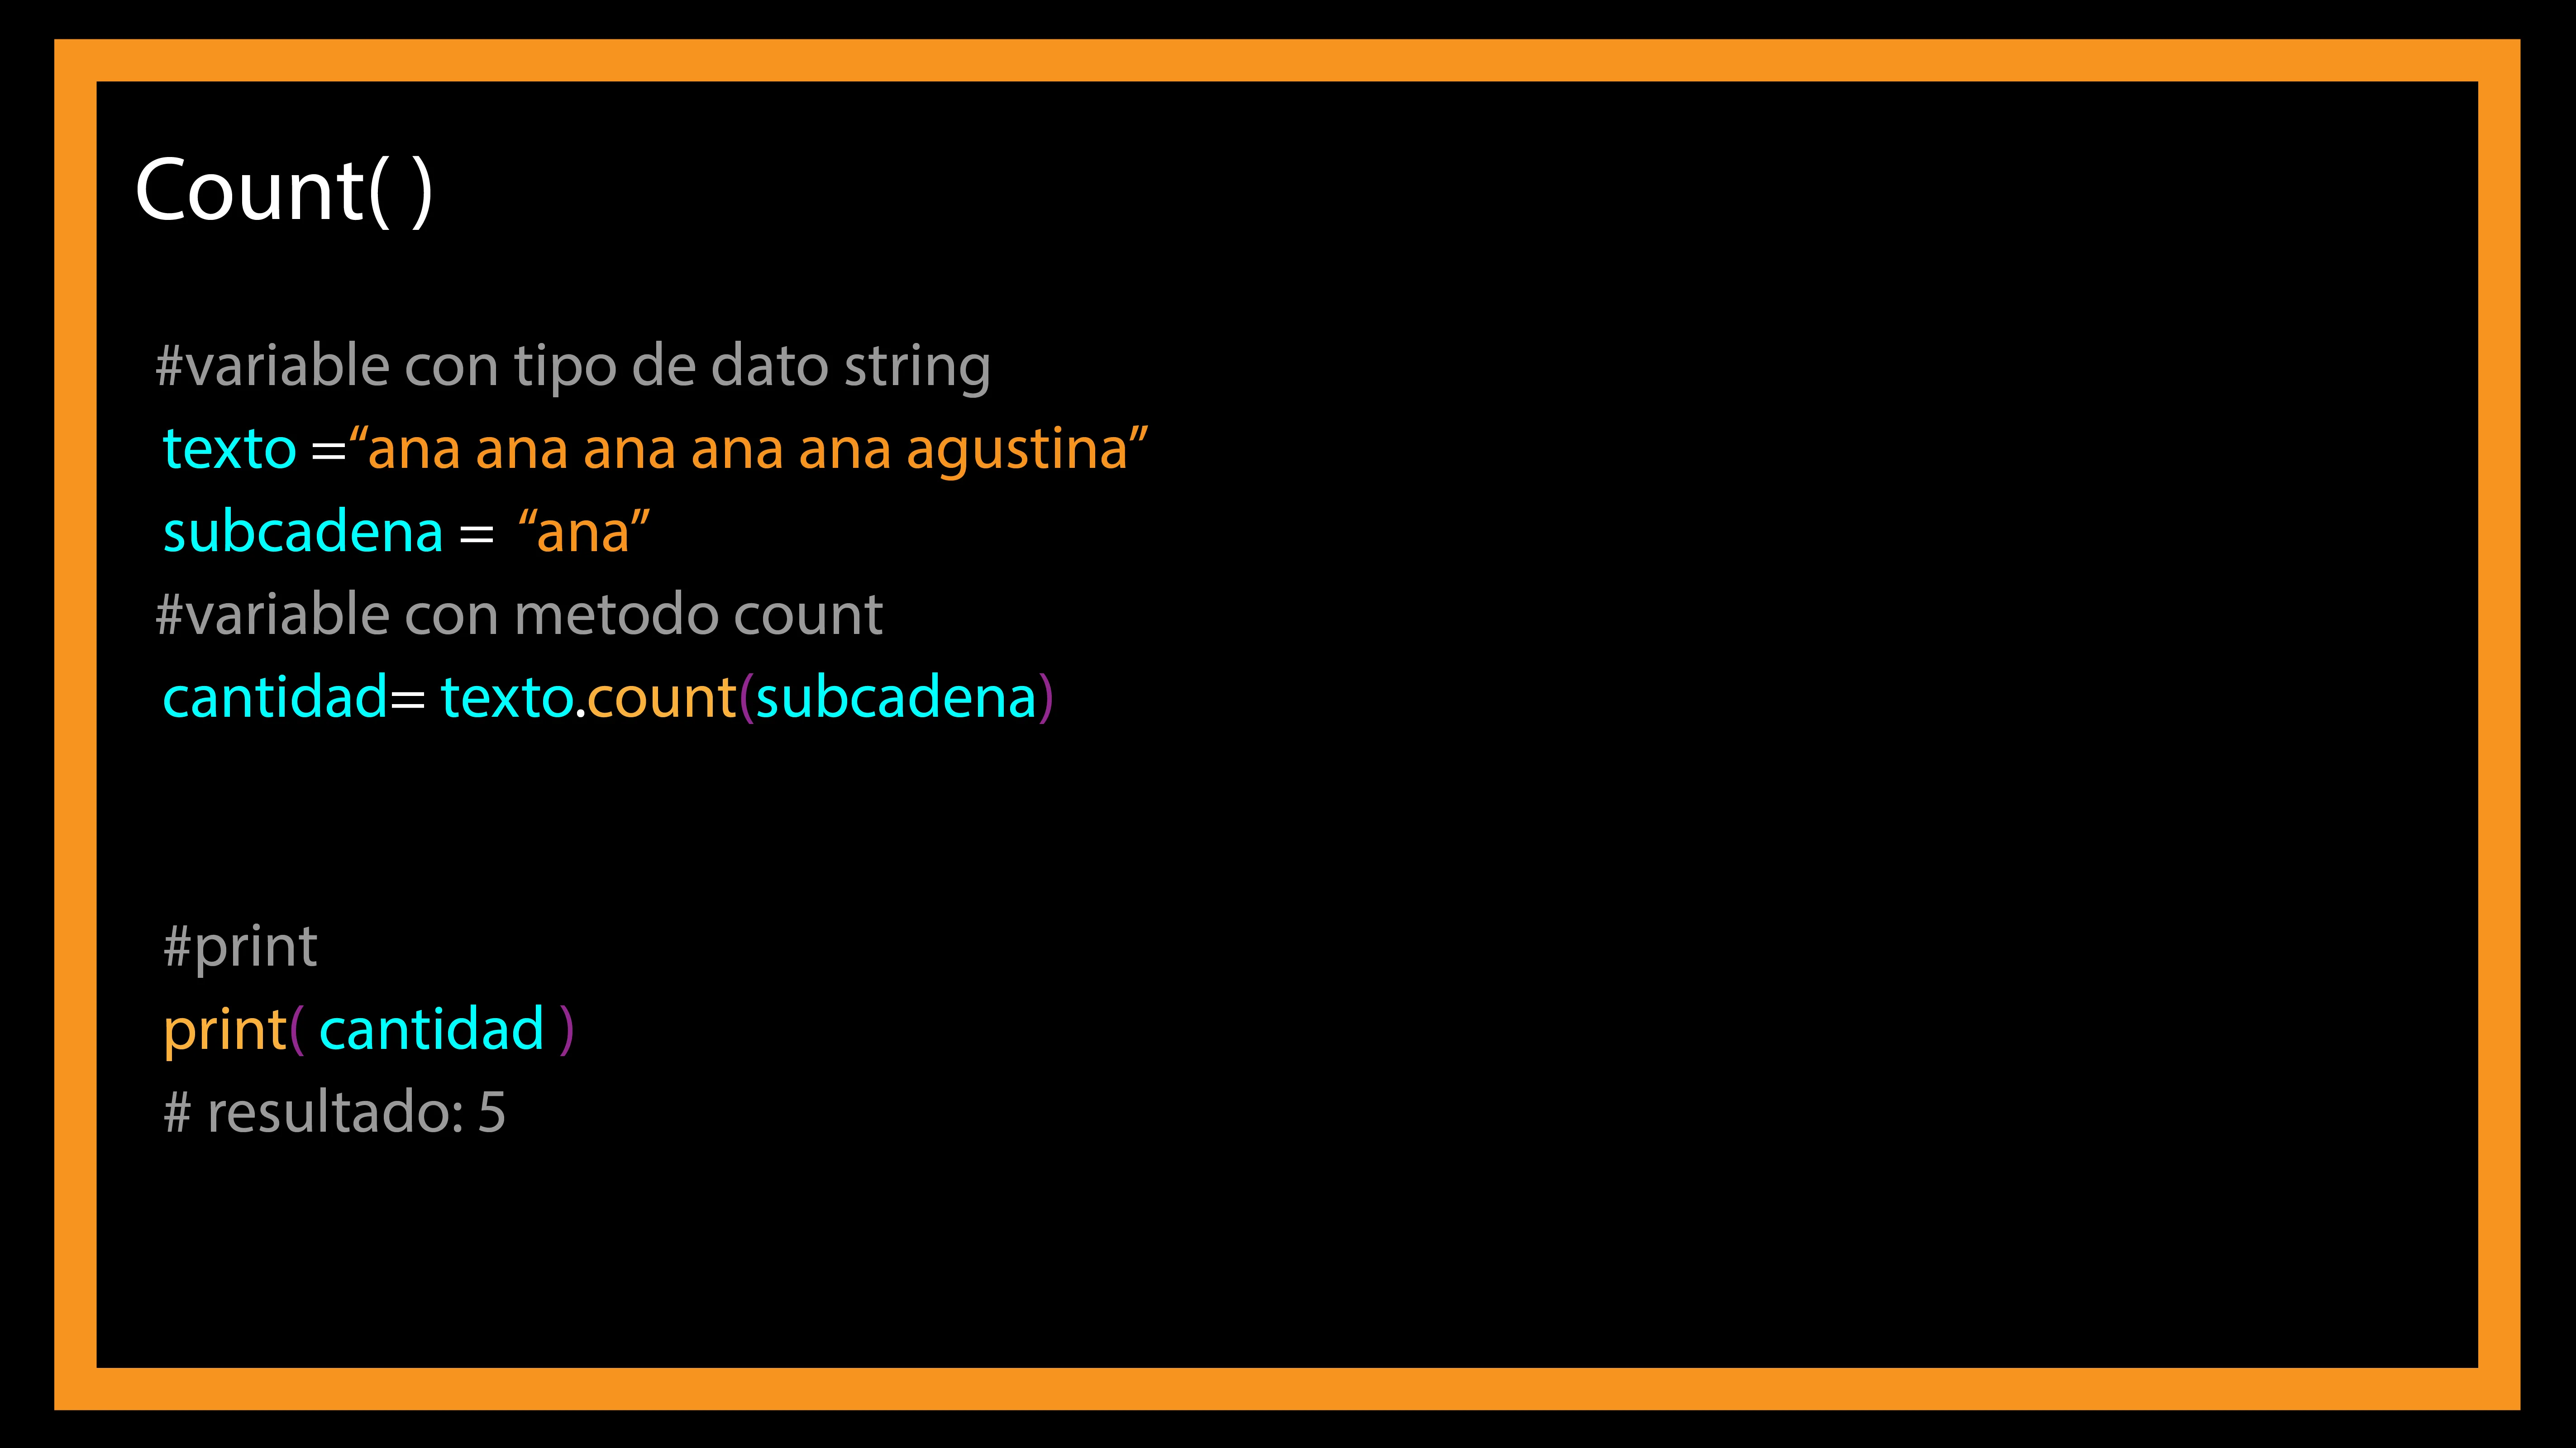 Count( )
#variable con tipo de dato string
texto =“ana ana ana ana ana agustina”
subcadena = “ana”
#variable con metodo count
cantidad= texto.count(subcadena)
#print
print( cantidad )
# resultado: 5